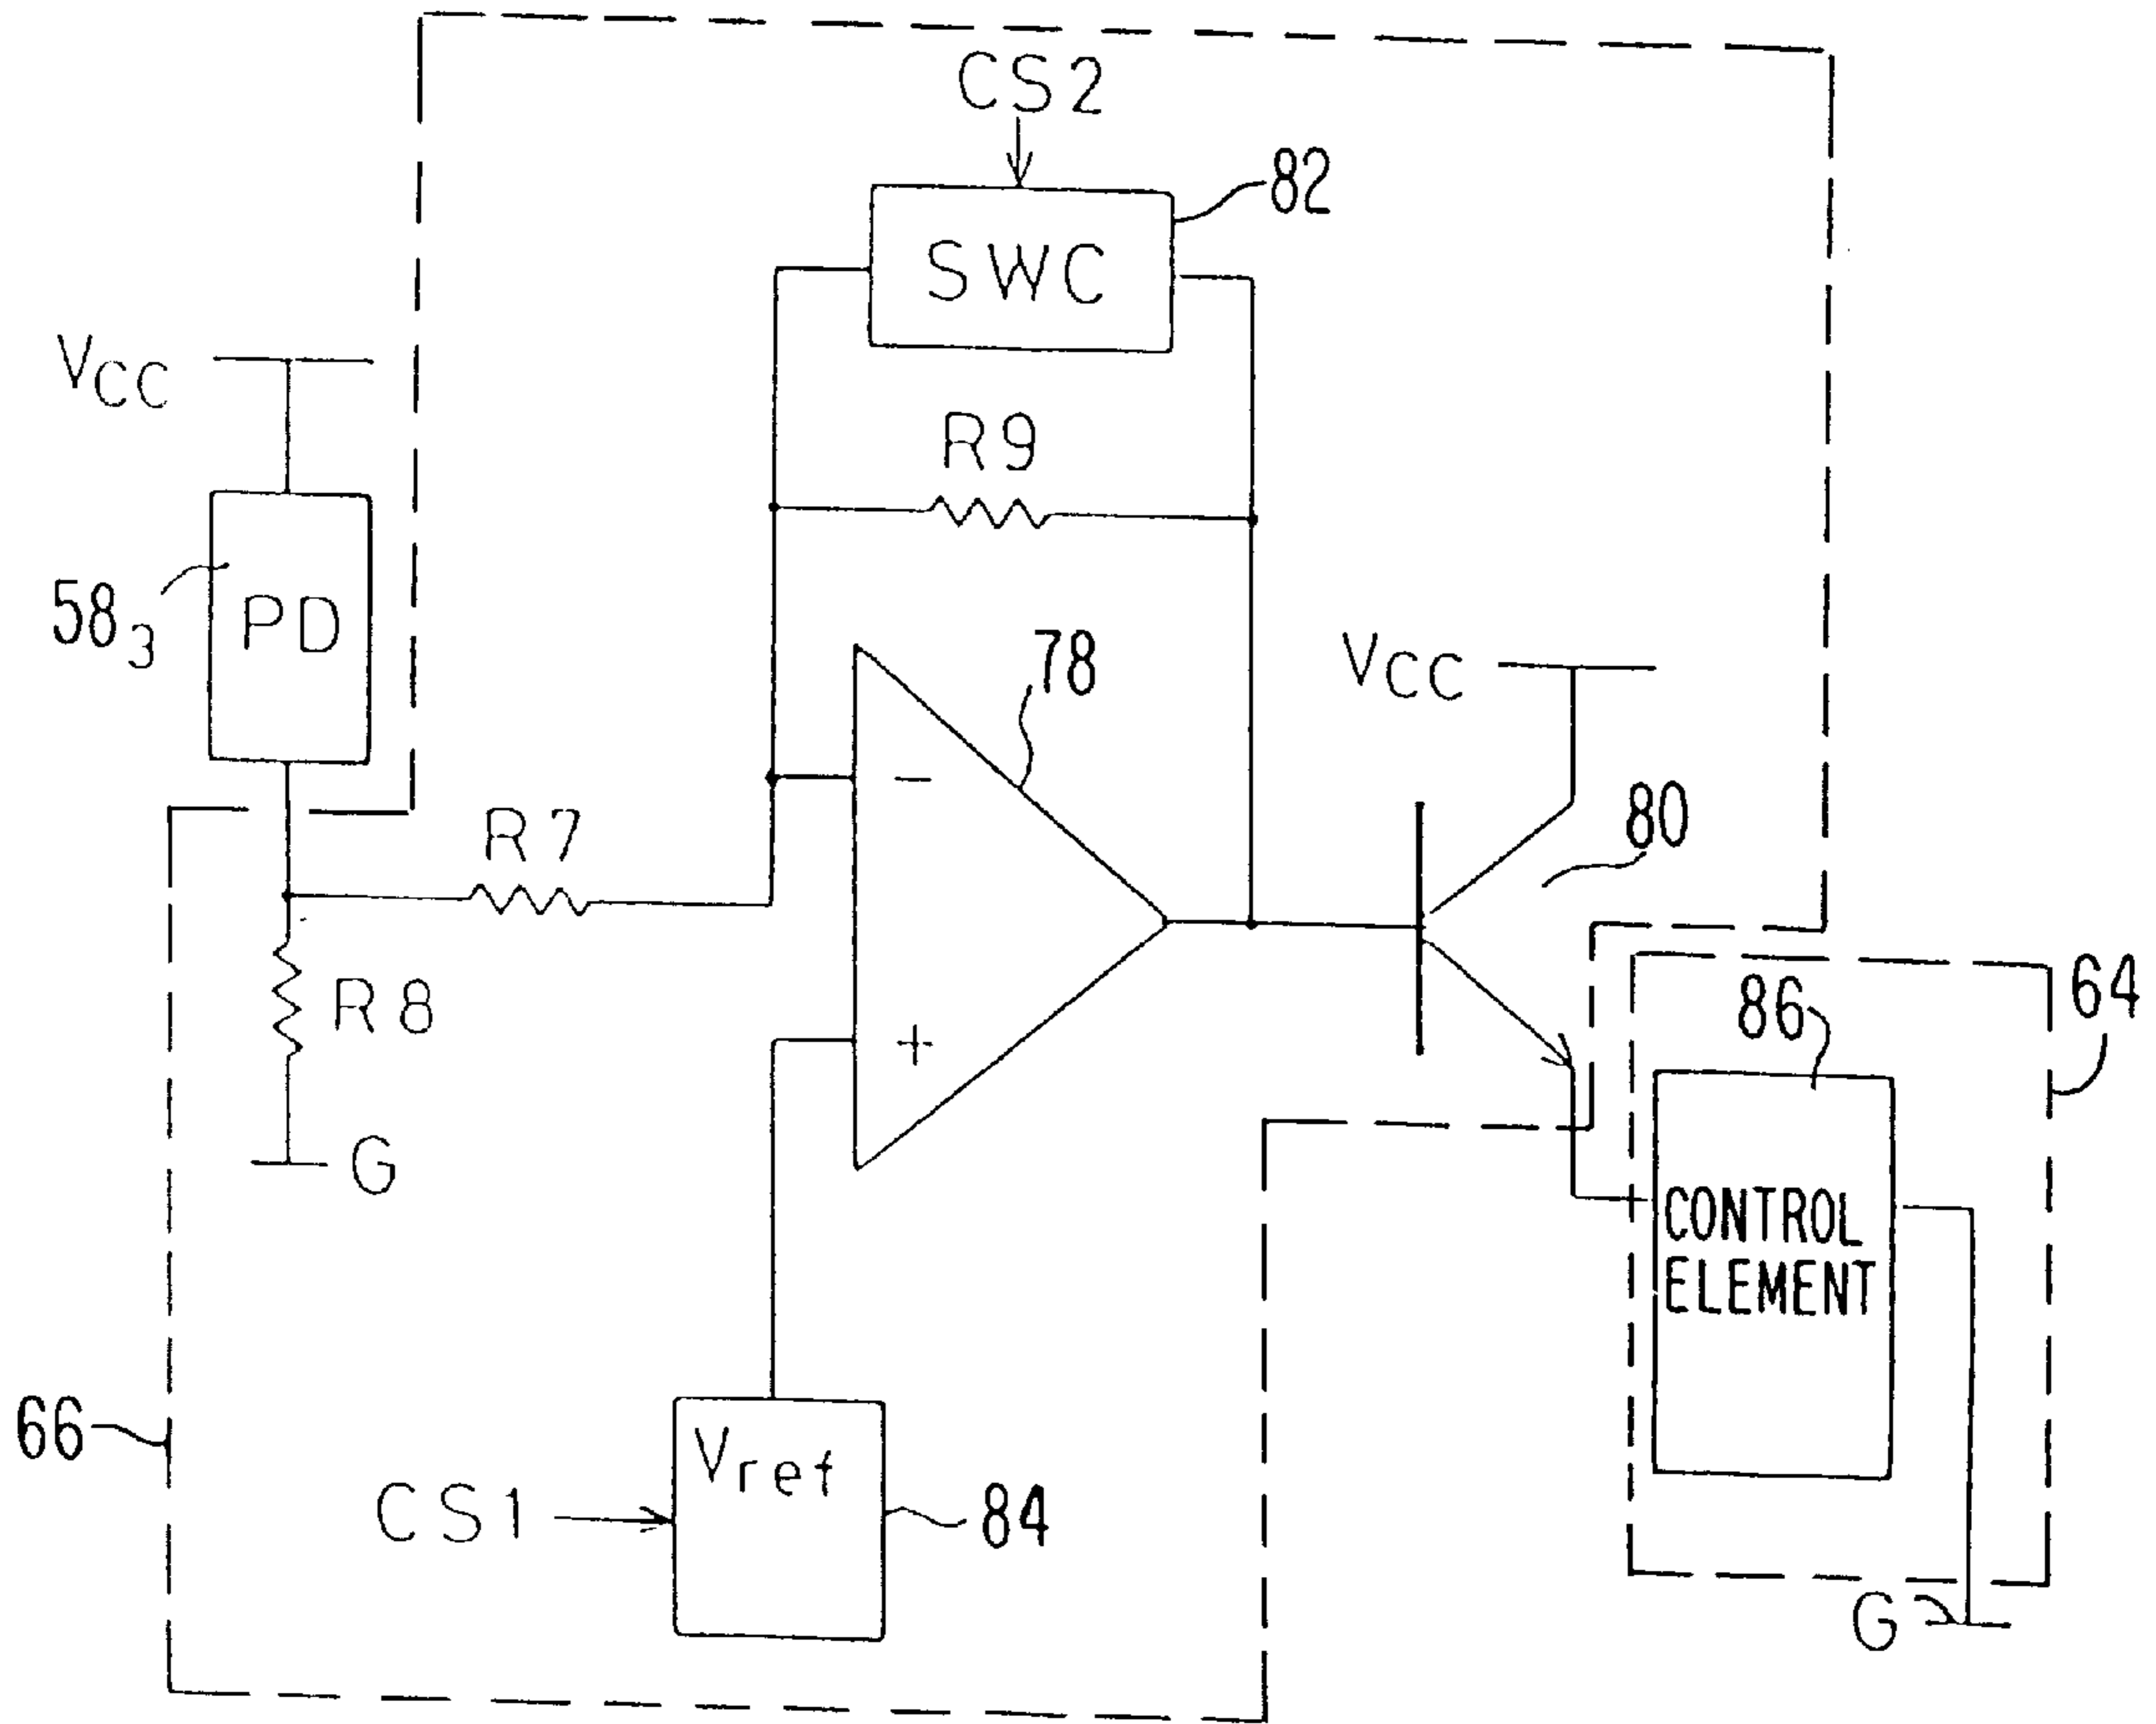 CS2
82
SWC
VCC
R9
583
PD
78
VCC
80
R7
-
R8
+
86
64
G
CONTROL
ELEMENT
66
Vref
CS1
84
G